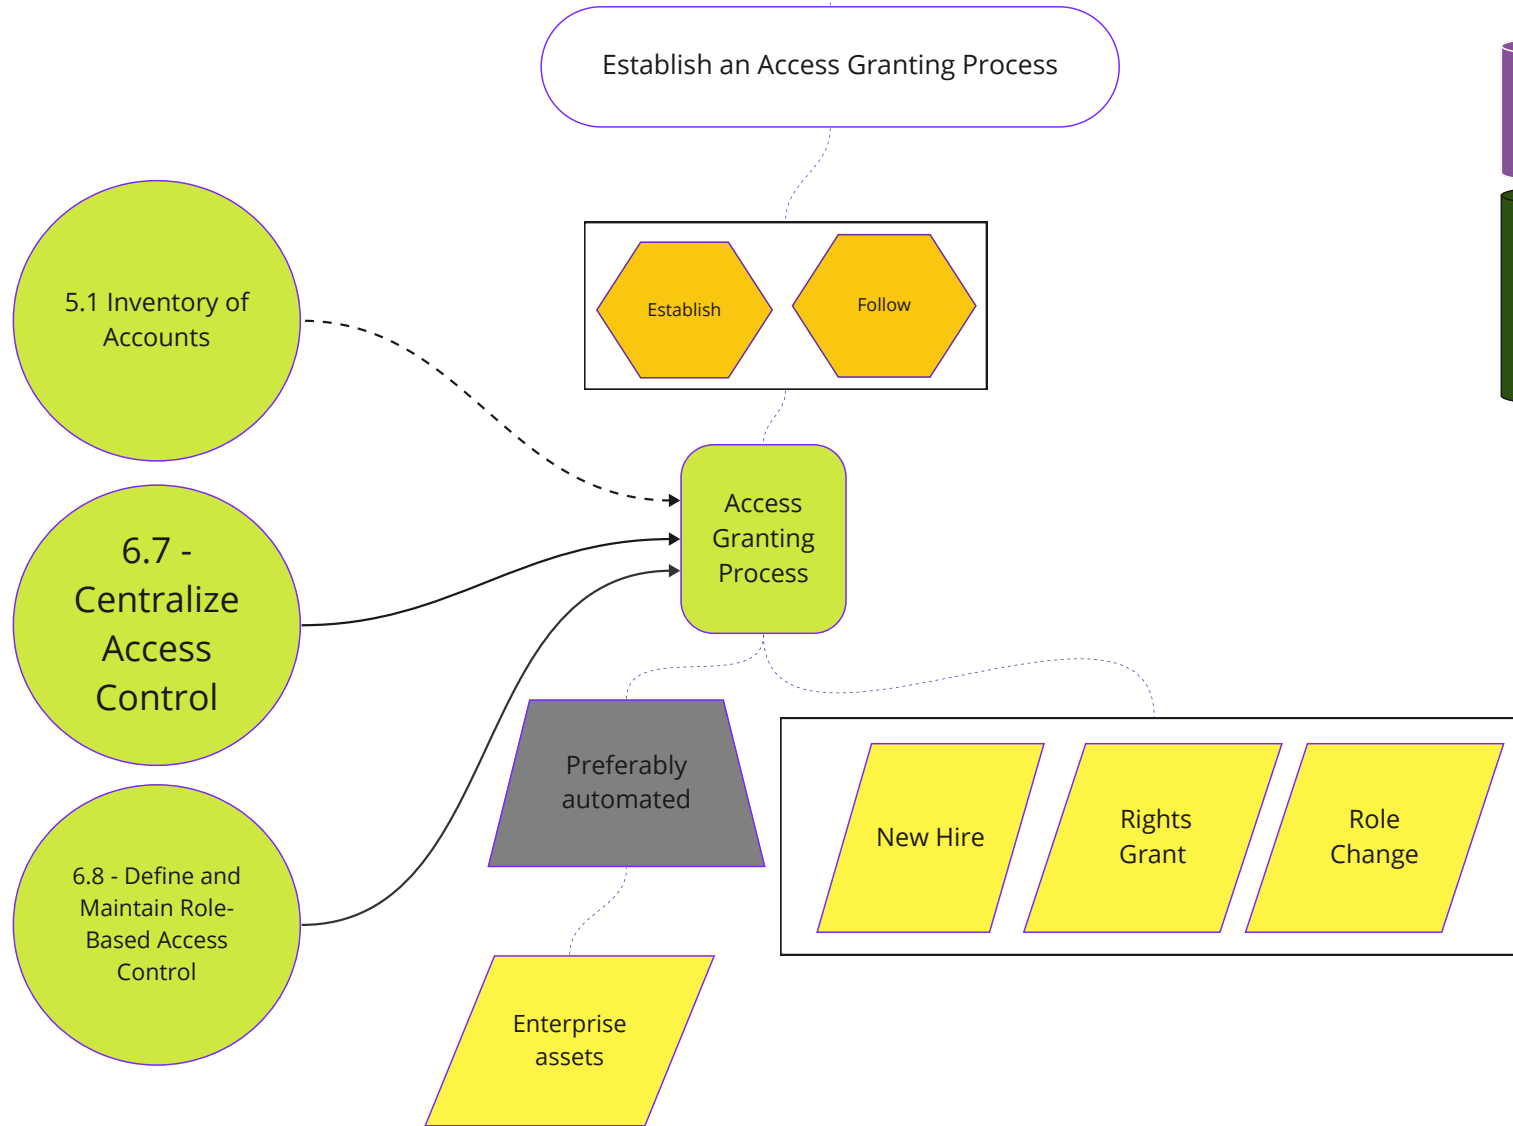 Establish an Access Granting Process
Establish
Follow
5.1 Inventory of
Accounts
Access
Granting
Process
6.7 -
Centralize
Access
Control
Preferably
automated
New Hire
Rights
Grant
Role
Change
6.8 - Define and
Maintain Role-
Based Access
Control
Enterprise
assets